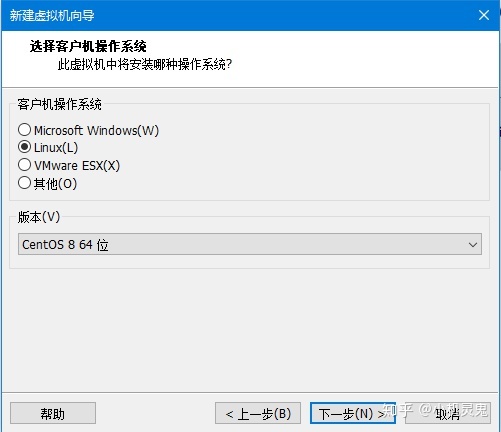 新建虚拟机向导
选择客户机操作系统
此虚拟机中将安装哪种操作系统?
客户机操作系统
Microsoft Windows(W)
Linux(L)
VMware ESX(X)
其他(O)
版本(V)
CentOS 8 64 位
帮助
< 上一步(B)
下一步(N) >
取消
知乎